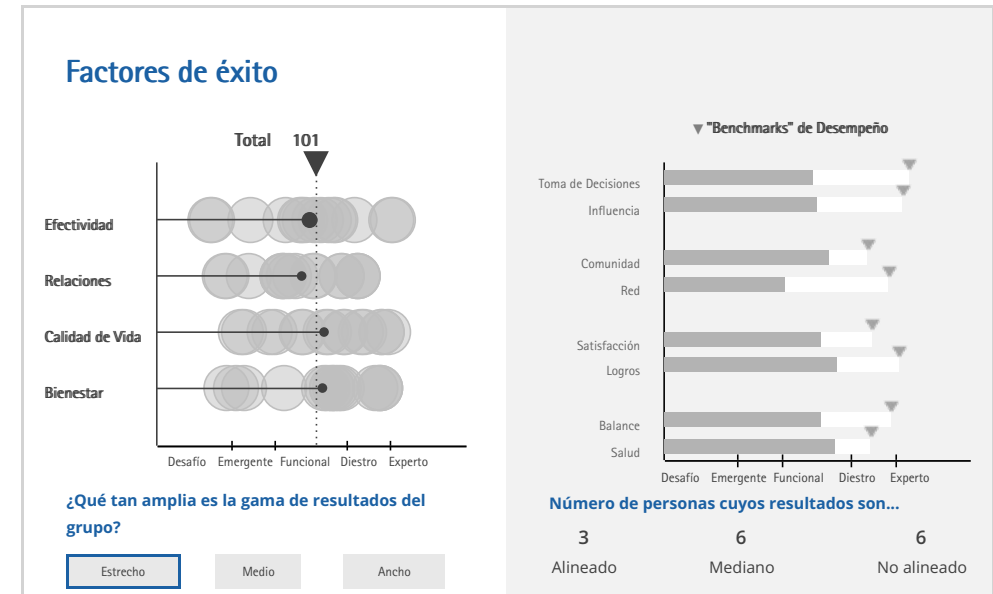 Factores de éxito
Total 101
Efectividad
Relaciones
Calidad de Vida
Bienestar
Desafío Emergente Funcional Diestro Experto
¿Qué tan amplia es la gama de resultados del
grupo?
Estrecho Medio Ancho
"Benchmarks" de Desempeño
Toma de Decisiones
Influencia
Comunidad
Red
Satisfacción
Logros
Balance
Salud
Desafío Emergente Funcional Diestro Experto
Número de personas cuyos resultados son...
3 6 6
Alineado Mediano No alineado